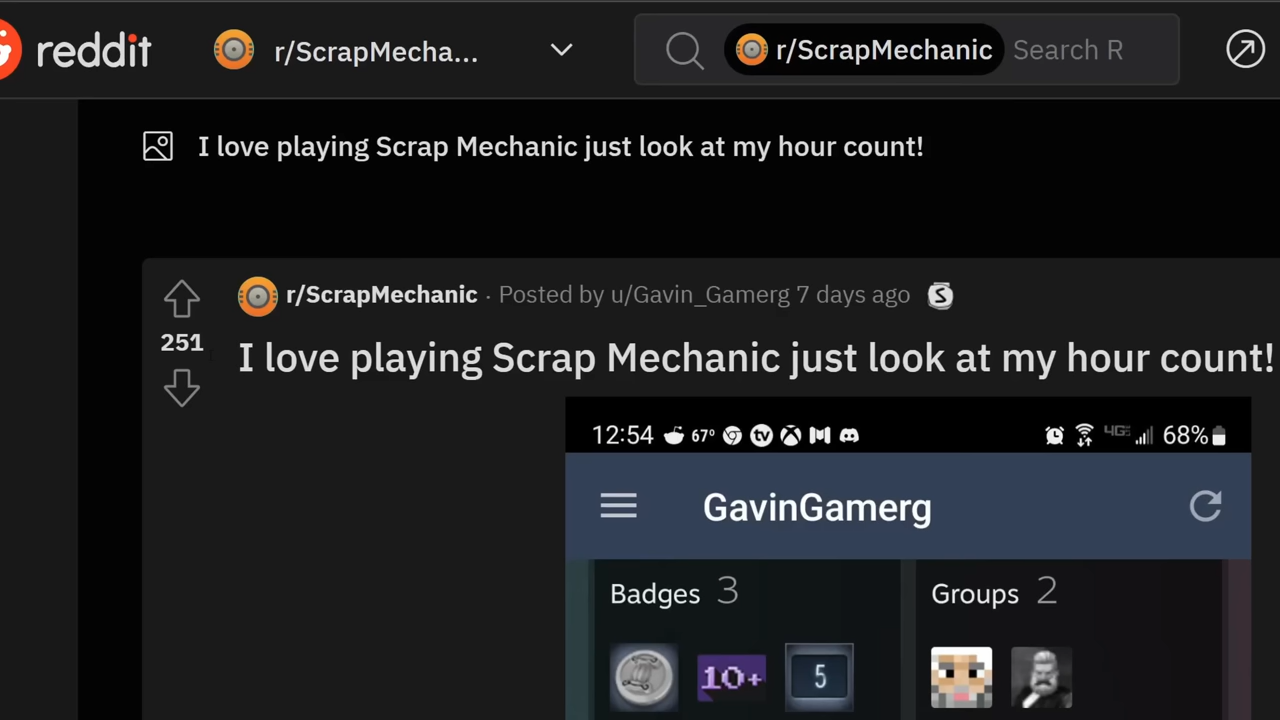 reddit r/ScrapMecha... r/ScrapMechanic Search R
I love playing Scrap Mechanic just look at my hour count!
r/ScrapMechanic · Posted by u/Gavin_Gamerg 7 days ago
251
I love playing Scrap Mechanic just look at my hour count!
12:54 67° tv 4G 68%
GavinGamerg
Badges 3 Groups 2
10+ 5